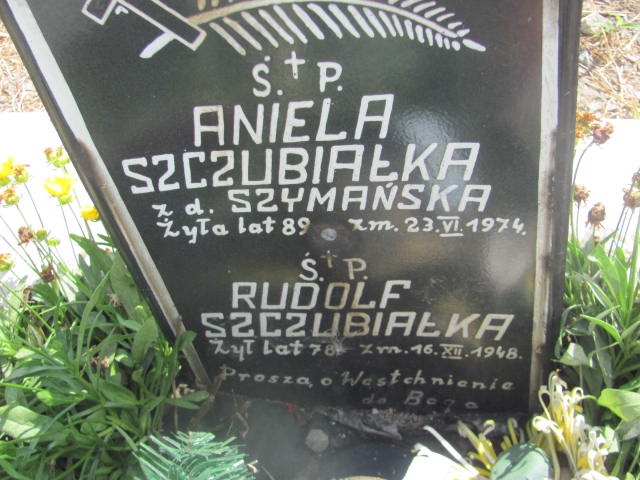 Ś. † P.
ANIELA
SZCZUBIAŁKA
z d. SZYMAŃSKA
żyła lat 89 zm. 23.VI.1974.
Ś. † P.
RUDOLF
SZCZUBIAŁKA
żył lat 78 zm. 16.XII.1948.
Proszą o Westchnienie
do Boga